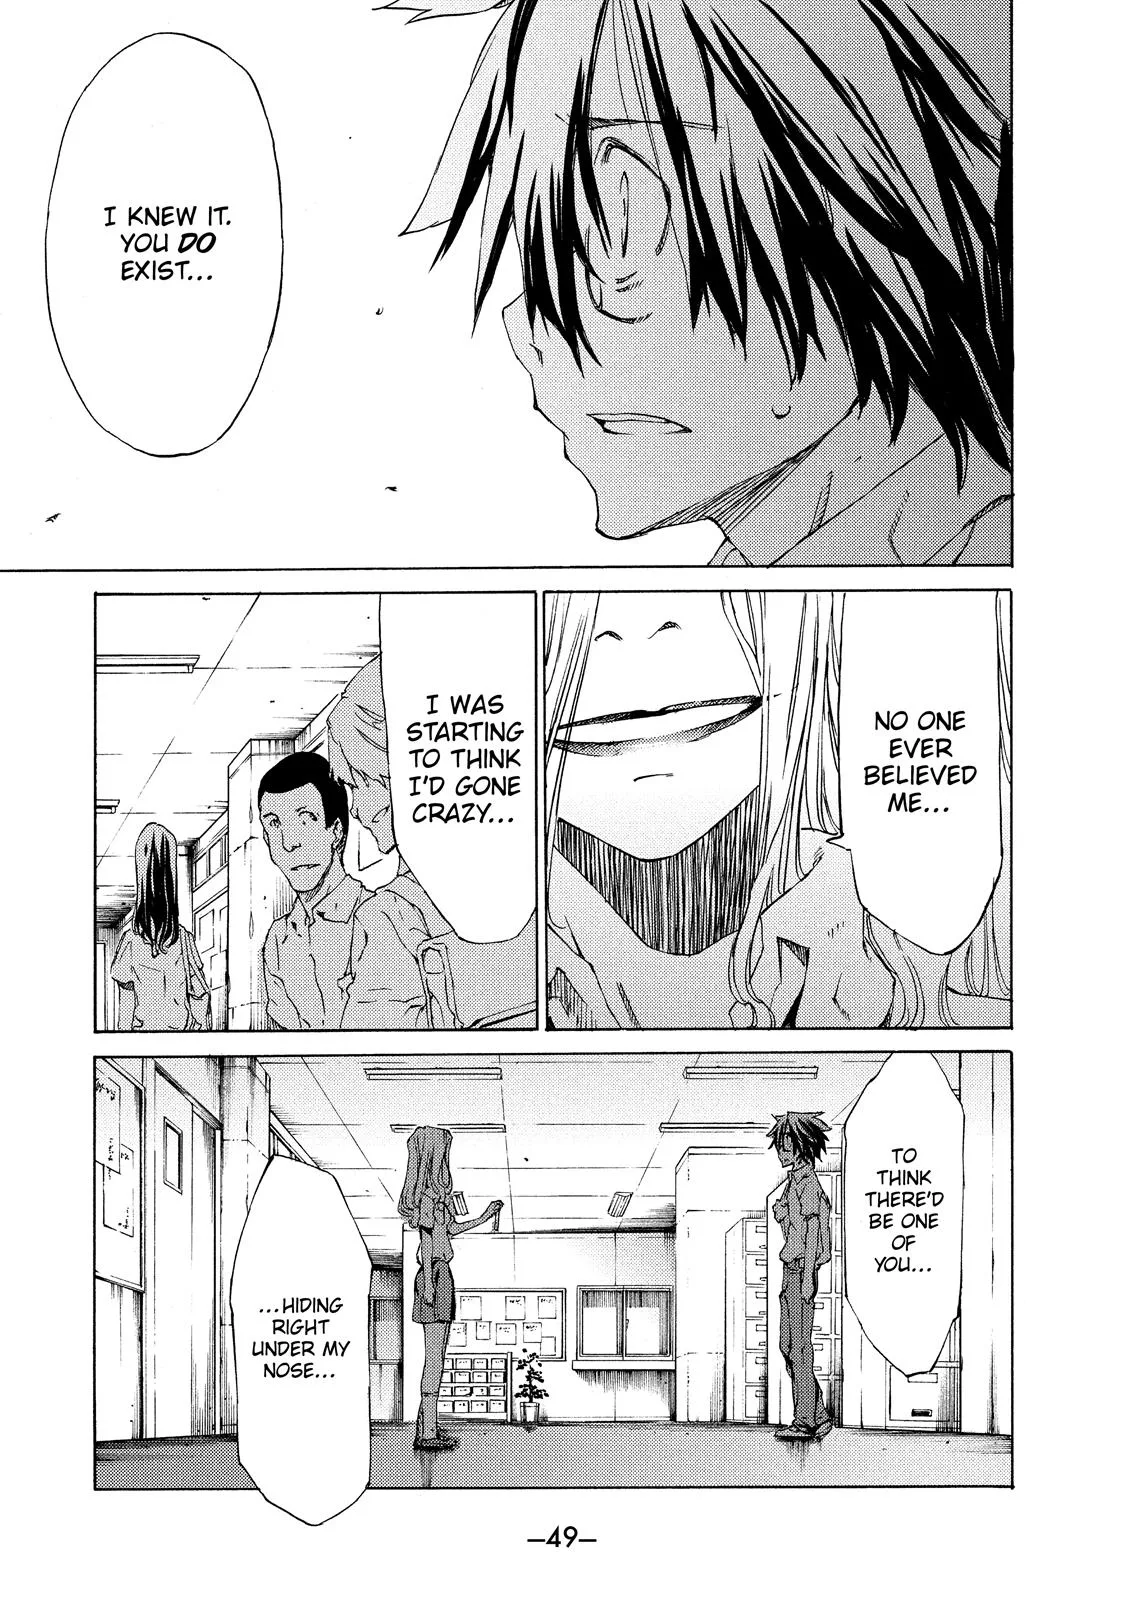 I KNEW IT.
YOU DO
EXIST...
NO ONE
EVER
BELIEVED
ME...
I WAS
STARTING
TO THINK
I'D GONE
CRAZY...
TO
THINK
THERE'D
BE ONE
OF
YOU...
...HIDING
RIGHT
UNDER MY
NOSE...
—49—